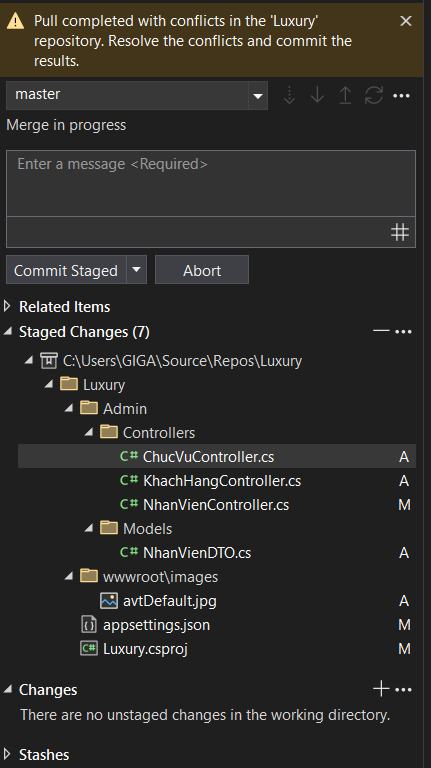 Pull completed with conflicts in the 'Luxury'
repository. Resolve the conflicts and commit the
results.
master
Merge in progress
Enter a message <Required>
Commit Staged
Abort
Related Items
Staged Changes (7)
C:\Users\GIGA\Source\Repos\Luxury
Luxury
Admin
Controllers
C# ChucVuController.cs A
C# KhachHangController.cs A
C# NhanVienController.cs M
Models
C# NhanVienDTO.cs A
wwwroot\images
avtDefault.jpg A
appsettings.json M
C# Luxury.csproj M
Changes
There are no unstaged changes in the working directory.
Stashes